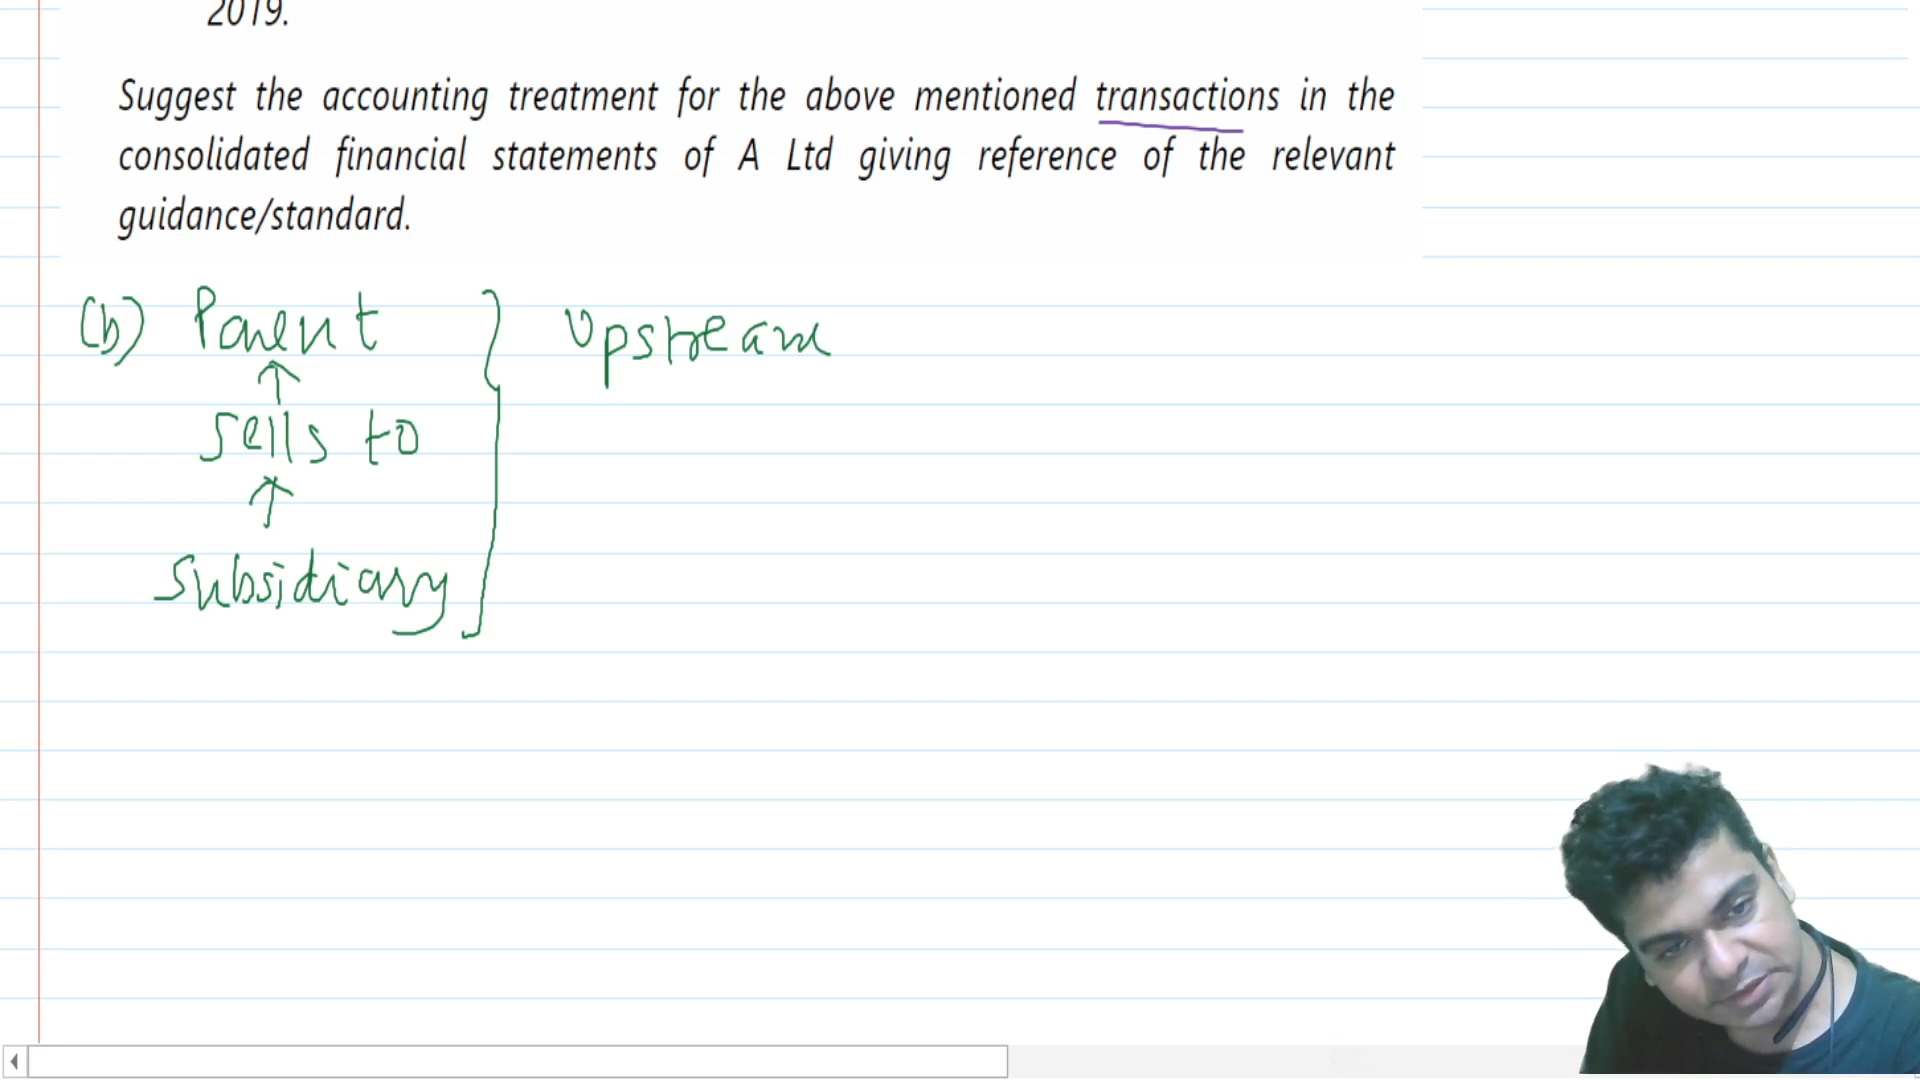 2019.
Suggest the accounting treatment for the above mentioned transactions in the
consolidated financial statements of A Ltd giving reference of the relevant
guidance/standard.
(b) Parent
Upstream
sells to
Subsidiary